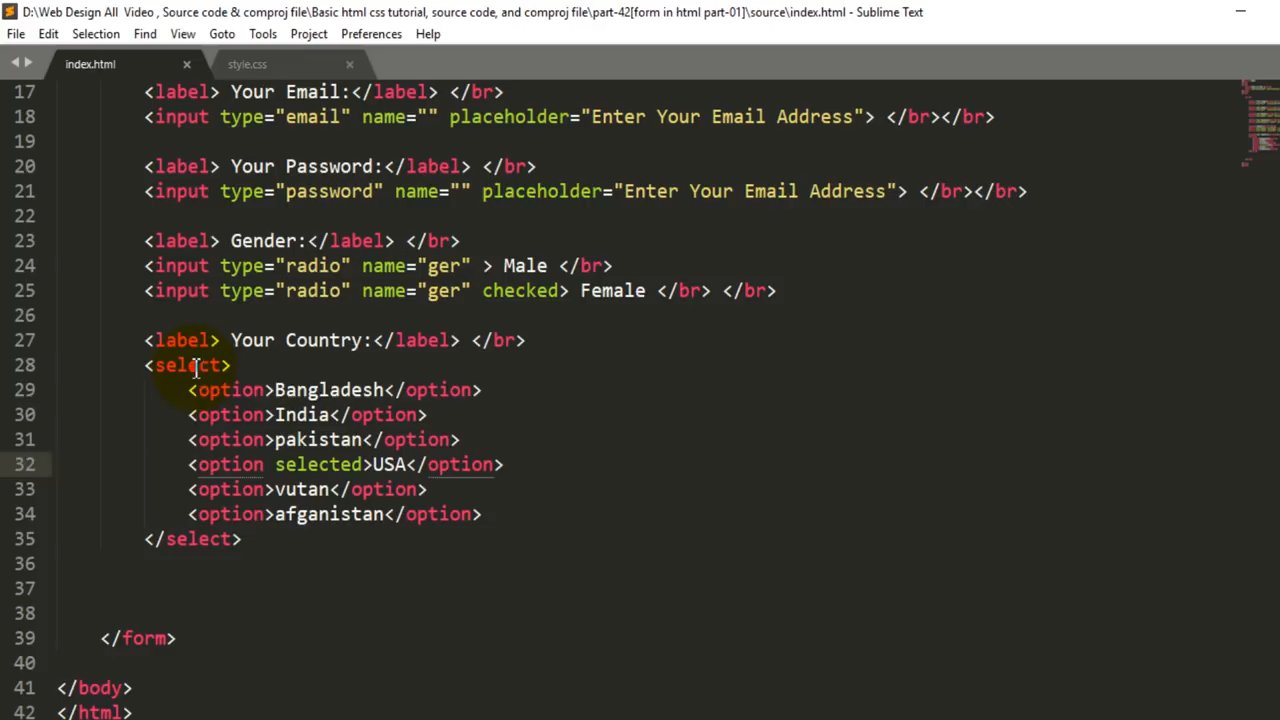 D:\Web Design All  Video , Source code & comproj file\Basic html css tutorial, source code, and comproj file\part-42[form in html part-01]\source\index.html - Sublime Text
File Edit Selection Find View Goto Tools Project Preferences Help
index.html × style.css ×
17 <label> Your Email:</label> </br>
18 <input type="email" name="" placeholder="Enter Your Email Address"> </br></br>
19
20 <label> Your Password:</label> </br>
21 <input type="password" name="" placeholder="Enter Your Email Address"> </br></br>
22
23 <label> Gender:</label> </br>
24 <input type="radio" name="ger" > Male </br>
25 <input type="radio" name="ger" checked> Female </br> </br>
26
27 <label> Your Country:</label> </br>
28 <select>
29 <option>Bangladesh</option>
30 <option>India</option>
31 <option>pakistan</option>
32 <option selected>USA</option>
33 <option>vutan</option>
34 <option>afganistan</option>
35 </select>
36
37
38
39 </form>
40
41 </body>
42 </html>